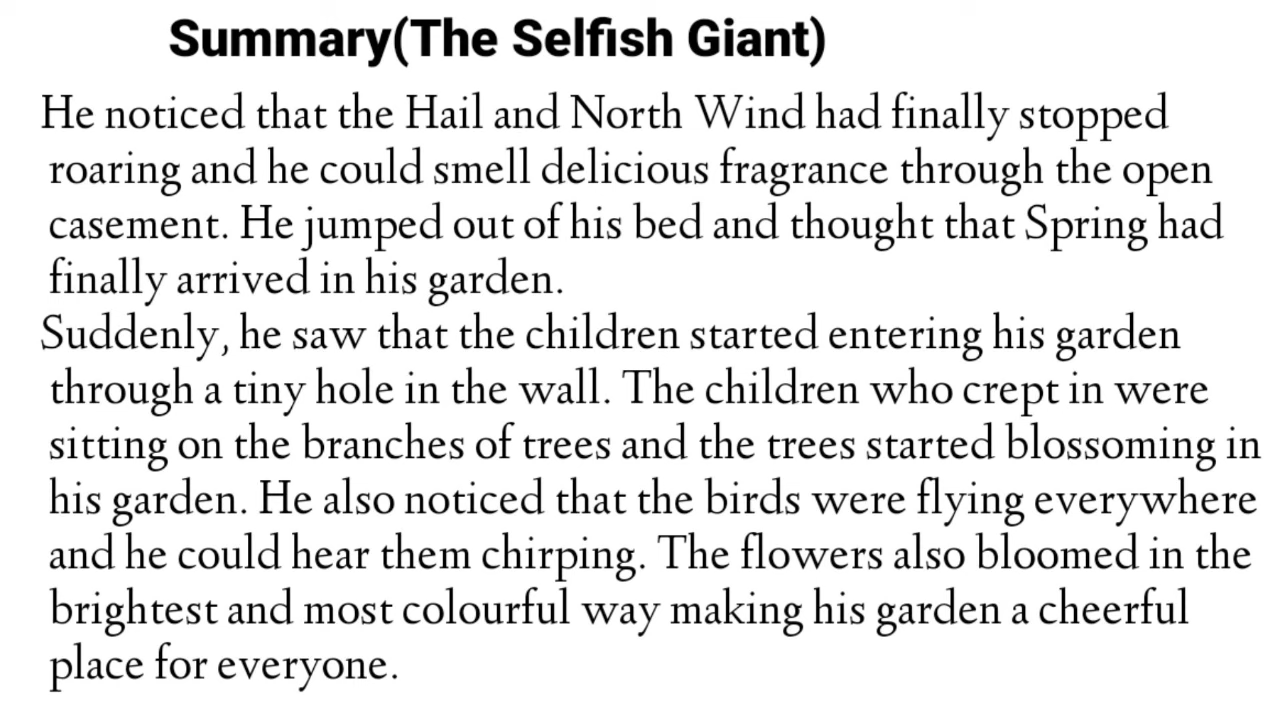 Summary(The Selfish Giant)
He noticed that the Hail and North Wind had finally stopped
roaring and he could smell delicious fragrance through the open
casement. He jumped out of his bed and thought that Spring had
finally arrived in his garden.
Suddenly, he saw that the children started entering his garden
through a tiny hole in the wall. The children who crept in were
sitting on the branches of trees and the trees started blossoming in
his garden. He also noticed that the birds were flying everywhere
and he could hear them chirping. The flowers also bloomed in the
brightest and most colourful way making his garden a cheerful
place for everyone.